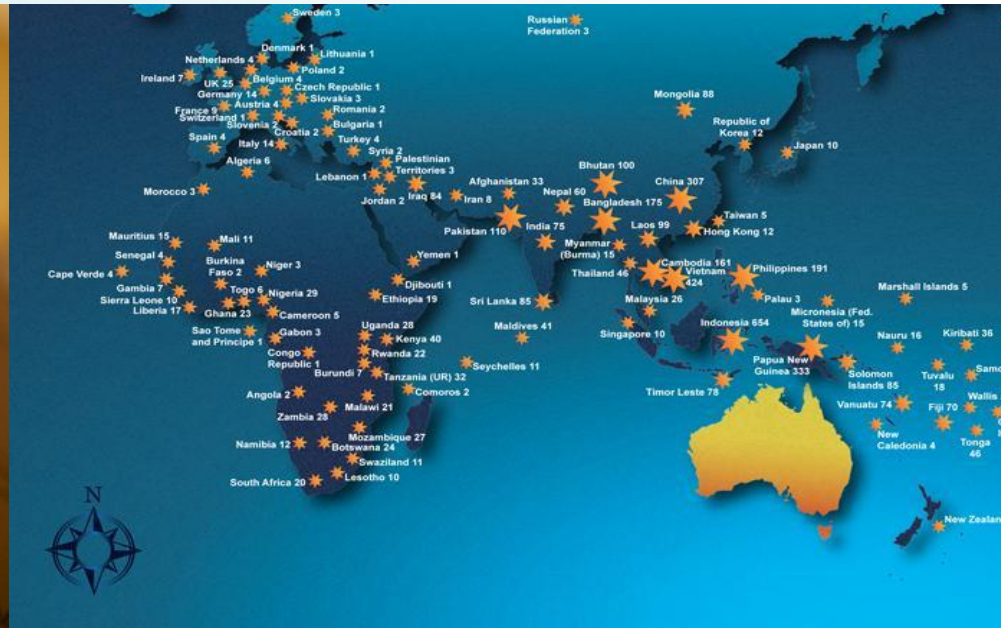 Sweden 3
Russian
Federation 3
Denmark 1
Lithuania 1
Netherlands 4
Poland 2
Ireland 7
UK 25
Belgium 4
Czech Republic 1
Germany 14
Slovakia 3
Austria 4
France 9
Romania 2
Switzerland 1
Slovenia 2
Bulgaria 1
Croatia 2
Spain 4
Italy 14
Turkey 4
Mongolia 88
Republic of
Korea 12
Japan 10
Syria 2
Palestinian
Territories 3
Algeria 6
Lebanon 1
Morocco 3
Jordan 2
Iraq 84
Iran 8
Afghanistan 33
Nepal 60
Bhutan 100
China 307
Bangladesh 175
Pakistan 110
India 75
Taiwan 5
Hong Kong 12
Laos 99
Myanmar
(Burma) 15
Mauritius 15
Mali 11
Senegal 4
Burkina
Faso 2
Niger 3
Yemen 1
Cape Verde 4
Djibouti 1
Thailand 46
Cambodia 161
Vietnam
424
Philippines 191
Gambia 7
Togo 6
Nigeria 29
Ethiopia 19
Sierra Leone 10
Liberia 17
Ghana 23
Cameroon 5
Sri Lanka 85
Malaysia 26
Palau 3
Marshall Islands 5
Micronesia (Fed.
States of) 15
Singapore 10
Sao Tome
and Principe 1
Gabon 3
Uganda 28
Kenya 40
Maldives 41
Indonesia 654
Nauru 16
Kiribati 36
Congo
Republic 1
Rwanda 22
Burundi 7
Tanzania (UR) 32
Seychelles 11
Papua New
Guinea 333
Solomon
Islands 85
Tuvalu
18
Samo
Angola 2
Comoros 2
Timor Leste 78
Malawi 21
Zambia 28
Vanuatu 74
Fiji 70
Wallis
Mozambique 27
Namibia 12
Botswana 24
New
Caledonia 4
Tonga
46
Swaziland 11
South Africa 20
Lesotho 10
N
New Zealan